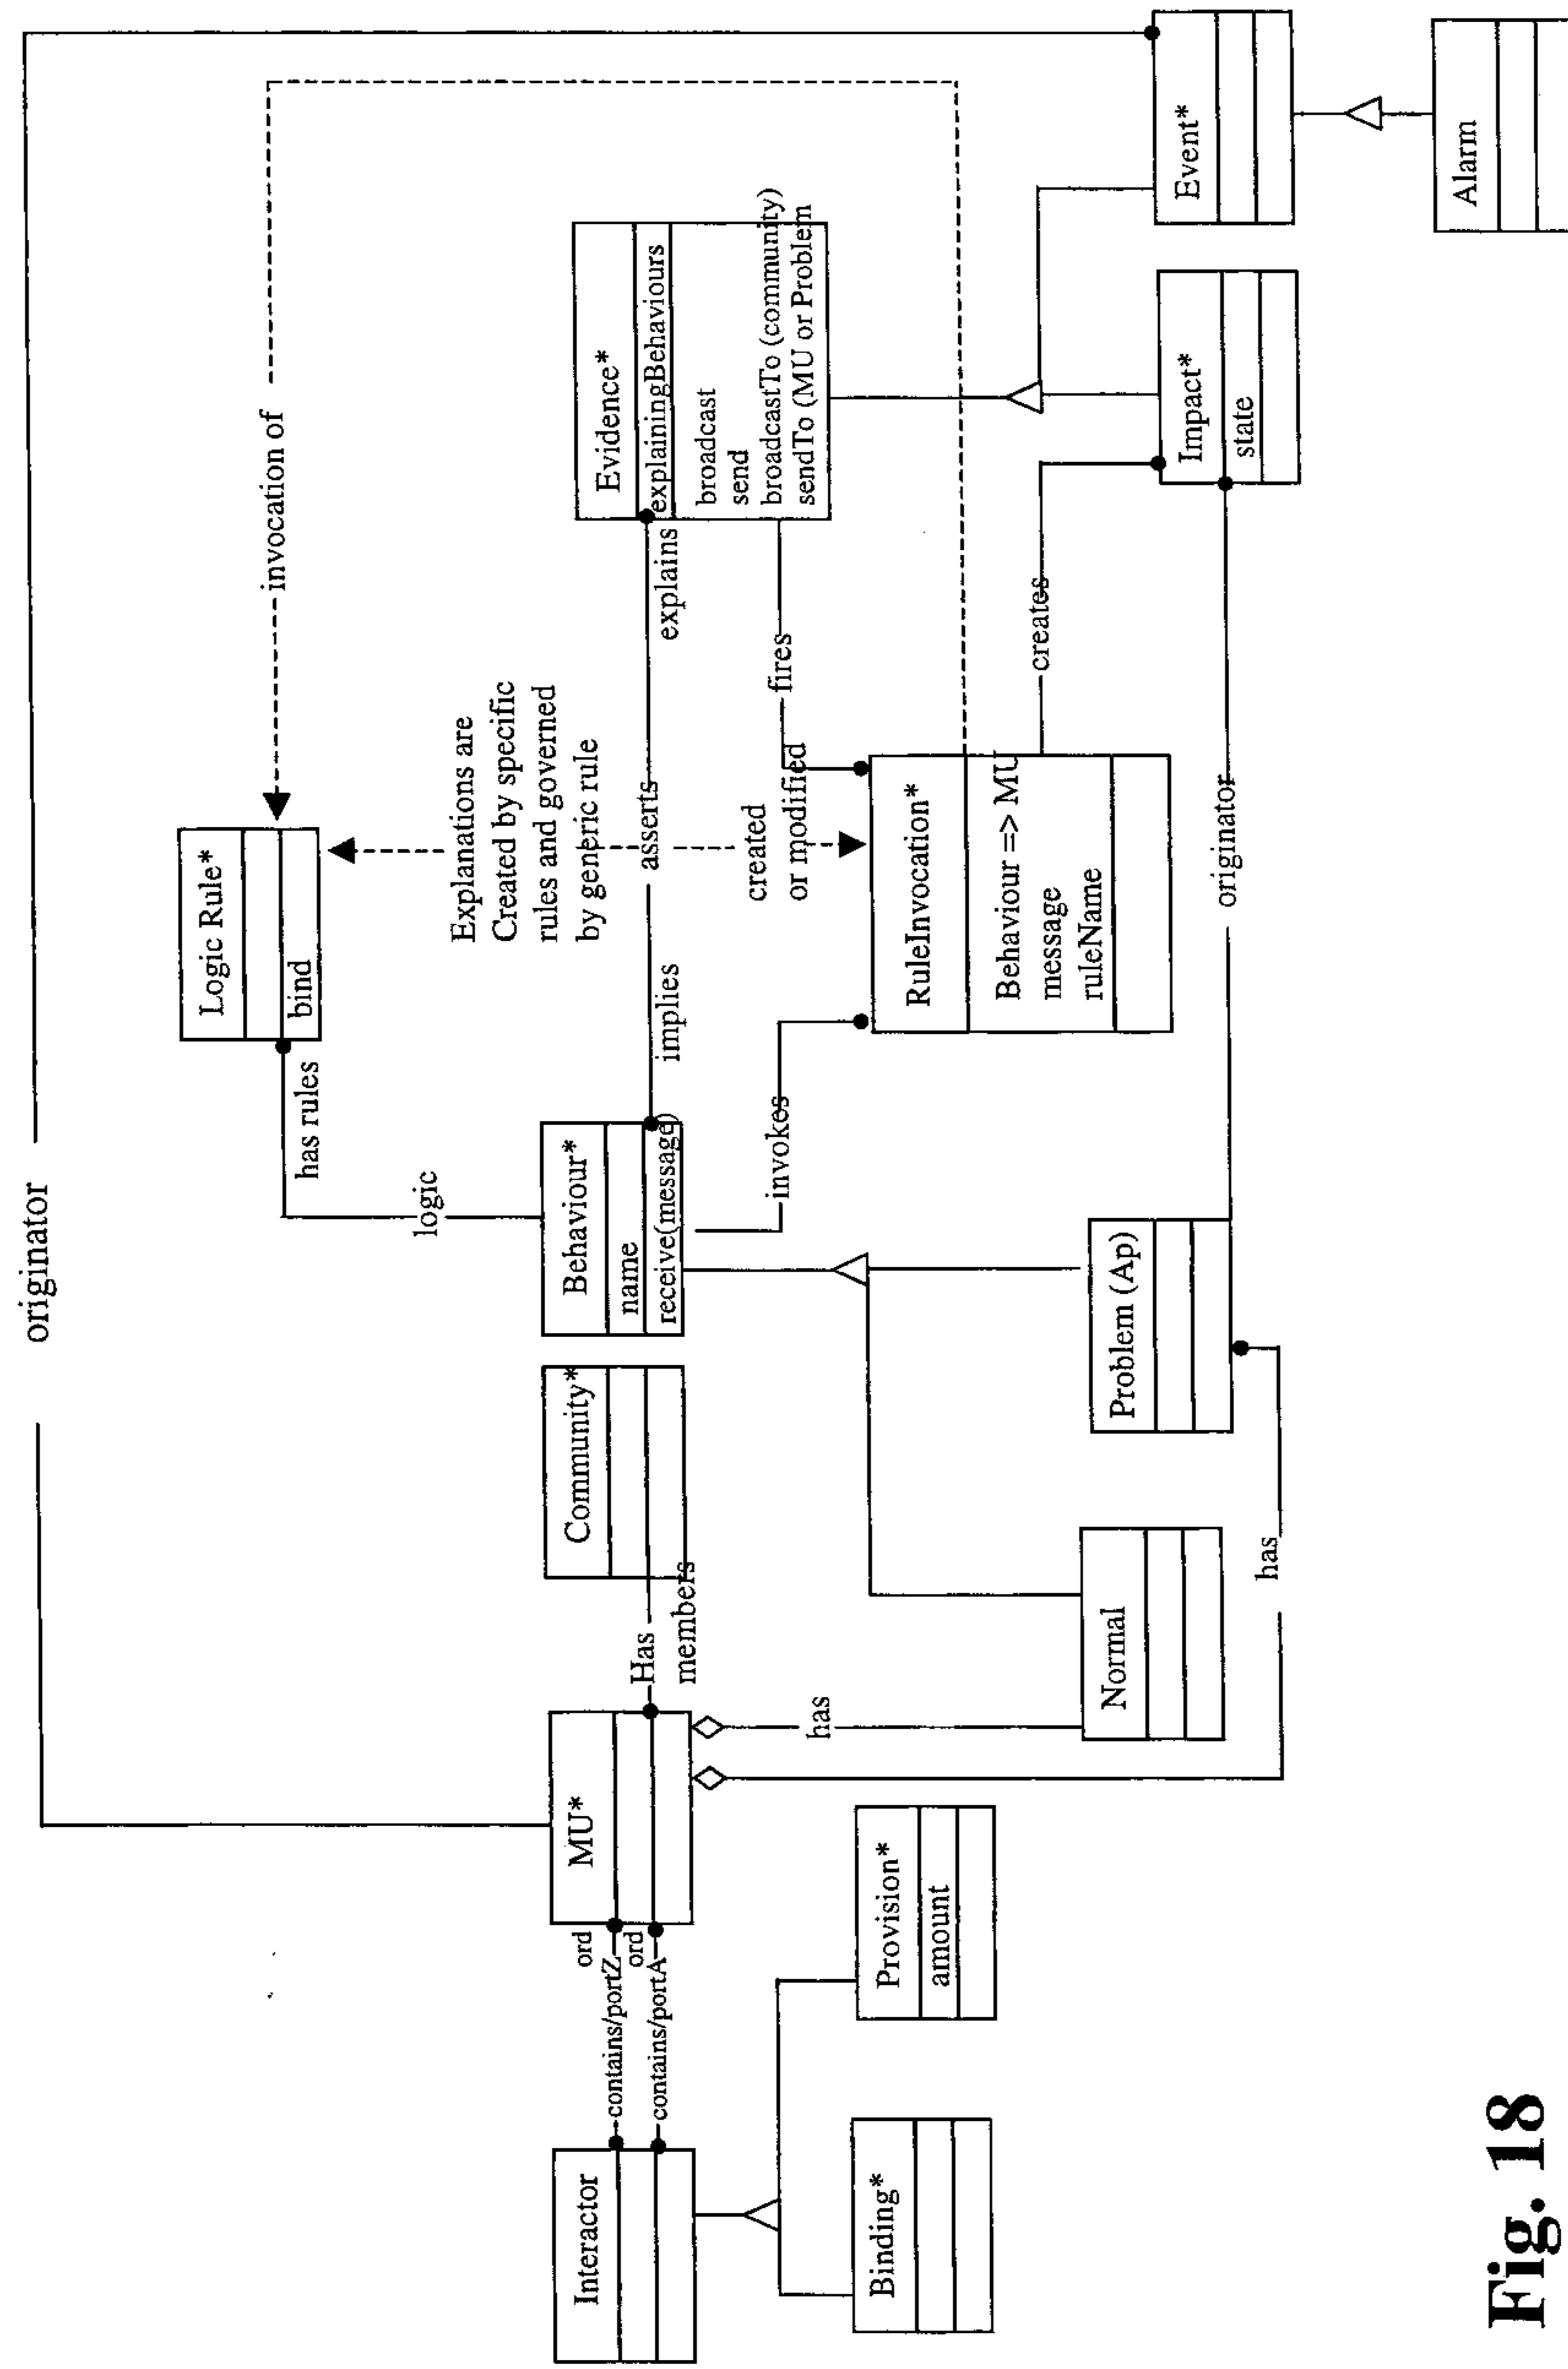 originator
Logic Rule*
bind
invocation of
has rules
logic
Explanations are
Created by specific
rules and governed
by generic rule
Interactor
contains/portZ
contains/portA
ord
ord
MU*
Has
members
Community*
Behaviour*
name
receive(message)
implies
asserts
explains
Evidence*
explainingBehaviours
broadcast
send
broadcastTo (community)
sendTo (MU or Problem
invokes
created
or modified
fires
Binding*
Provision*
amount
has
RuleInvocation*
Behaviour => MU
message
ruleName
creates
Normal
Problem (Ap)
has
originator
Impact*
state
Event*
Alarm
Fig. 18